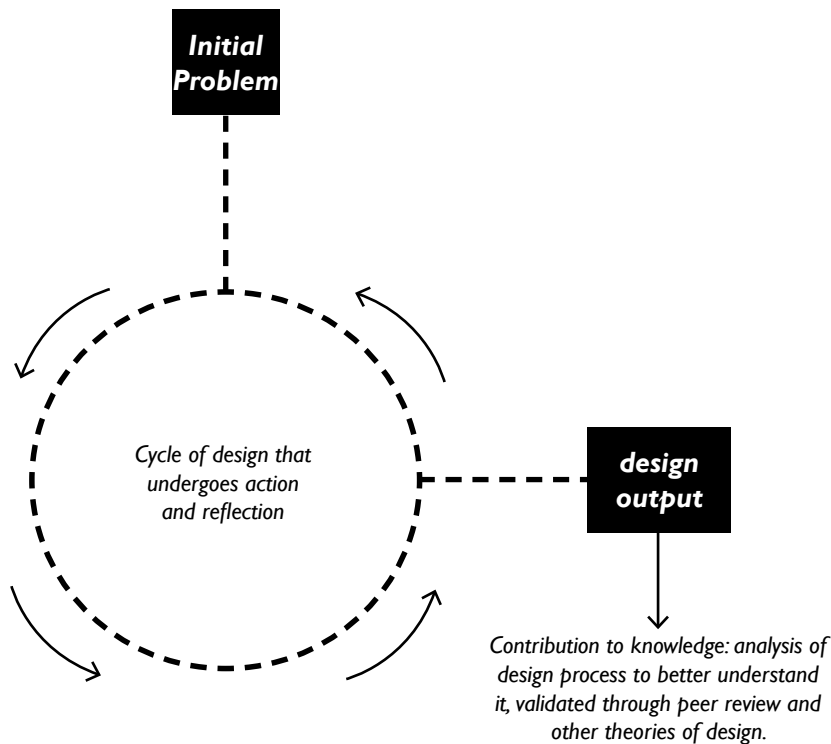 Initial
Problem
Cycle of design that
undergoes action
and reflection
design
output
Contribution to knowledge: analysis of
design process to better understand
it, validated through peer review and
other theories of design.